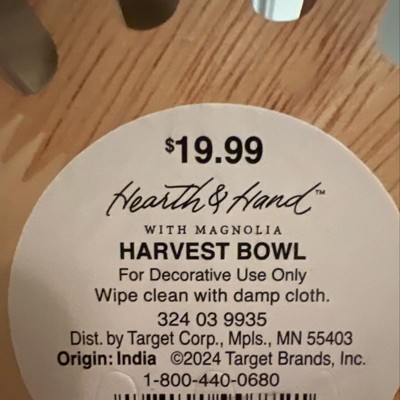 $19.99
Hearth & Hand™
WITH MAGNOLIA
HARVEST BOWL
For Decorative Use Only
Wipe clean with damp cloth.
324 03 9935
Dist. by Target Corp., Mpls., MN 55403
Origin: India ©2024 Target Brands, Inc.
1-800-440-0680